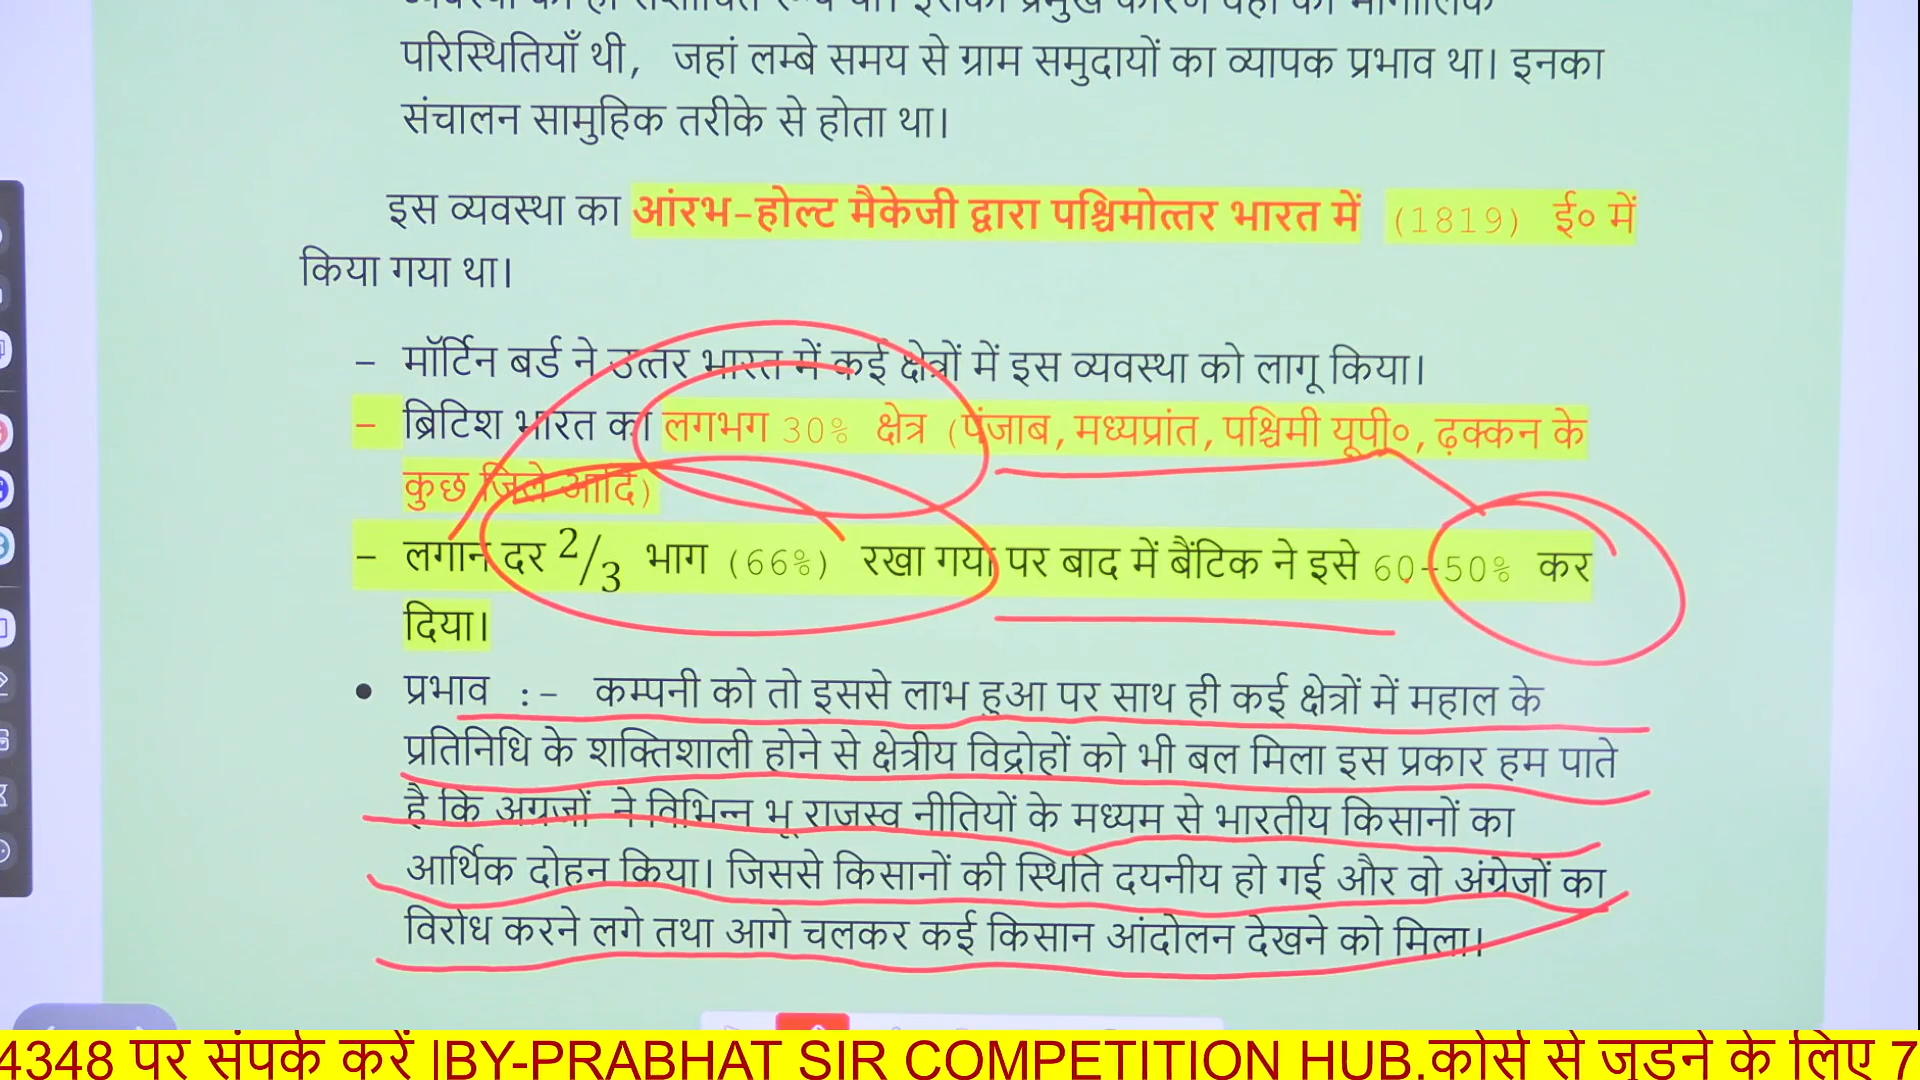 परिस्थितियाँ थी, जहां लम्बे समय से ग्राम समुदायों का व्यापक प्रभाव था। इनका
संचालन सामुहिक तरीके से होता था।
इस व्यवस्था का आंरभ-होल्ट मैकेजी द्वारा पश्चिमोत्तर भारत में (1819) ई० में
किया गया था।
- मॉर्टिन बर्ड ने उत्तर भारत में कई क्षेत्रों में इस व्यवस्था को लागू किया।
- ब्रिटिश भारत का लगभग 30% क्षेत्र (पंजाब, मध्यप्रांत, पश्चिमी यूपी०, ढ़क्कन के
कुछ जिले आदि)
- लगान दर 2/3 भाग (66%) रखा गया पर बाद में बैंटिक ने इसे 60-50% कर
दिया।
• प्रभाव :- कम्पनी को तो इससे लाभ हुआ पर साथ ही कई क्षेत्रों में महाल के
प्रतिनिधि के शक्तिशाली होने से क्षेत्रीय विद्रोहों को भी बल मिला इस प्रकार हम पाते
है कि अग्रजों ने विभिन्न भू राजस्व नीतियों के मध्यम से भारतीय किसानों का
आर्थिक दोहन किया। जिससे किसानों की स्थिति दयनीय हो गई और वो अंग्रेजों का
विरोध करने लगे तथा आगे चलकर कई किसान आंदोलन देखने को मिला।
4348 पर संपर्क करें |BY-PRABHAT SIR COMPETITION HUB.कोर्स से जुडने के लिए 7